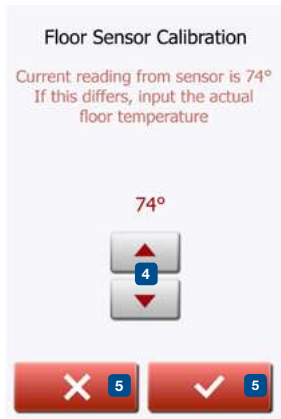 Floor Sensor Calibration
Current reading from sensor is 74°
If this differs, input the actual
floor temperature
74°
4
5
5